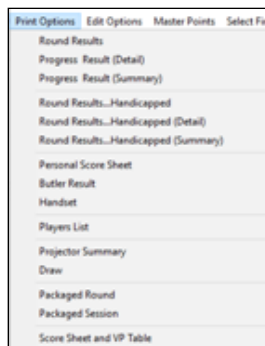 Print Options Edit Options Master Points Select Fi
Round Results
Progress Result (Detail)
Progress Result (Summary)
Round Results...Handicapped
Round Results...Handicapped (Detail)
Round Results...Handicapped (Summary)
Personal Score Sheet
Butler Result
Handset
Players List
Projector Summary
Draw
Packaged Round
Packaged Session
Score Sheet and VP Table